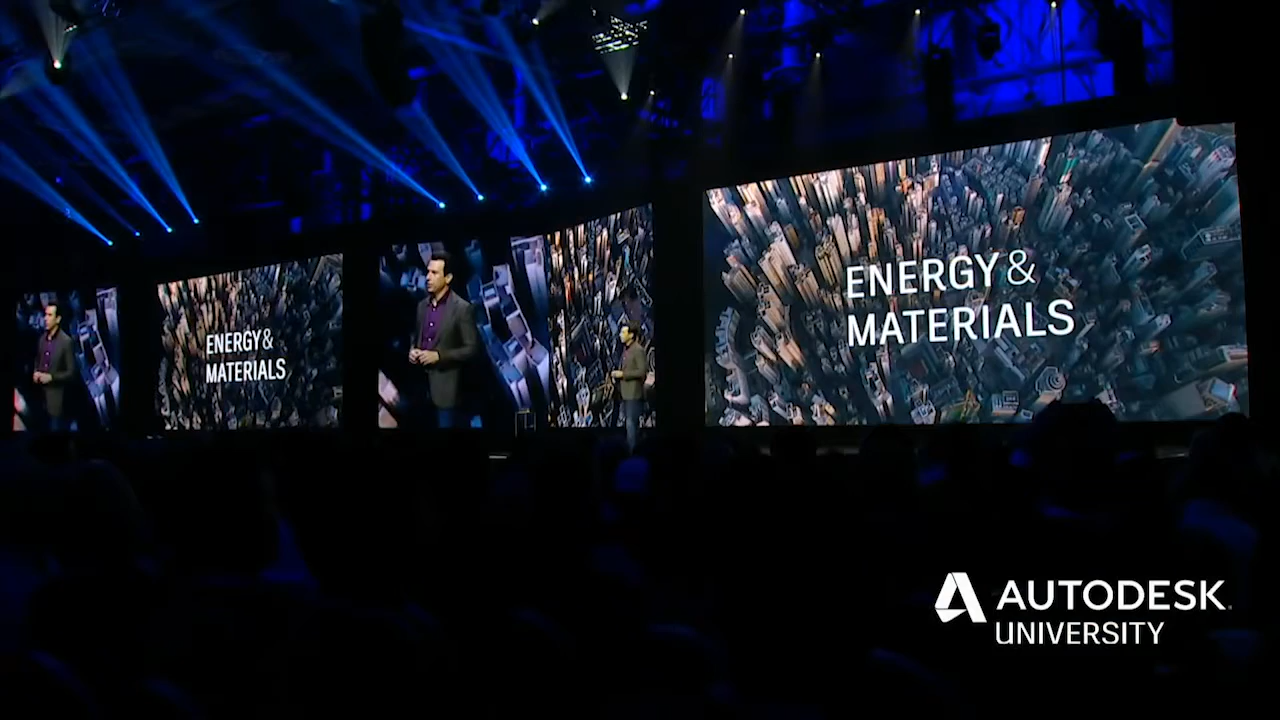 ENERGY&
MATERIALS
ENERGY&
MATERIALS
AUTODESK
UNIVERSITY